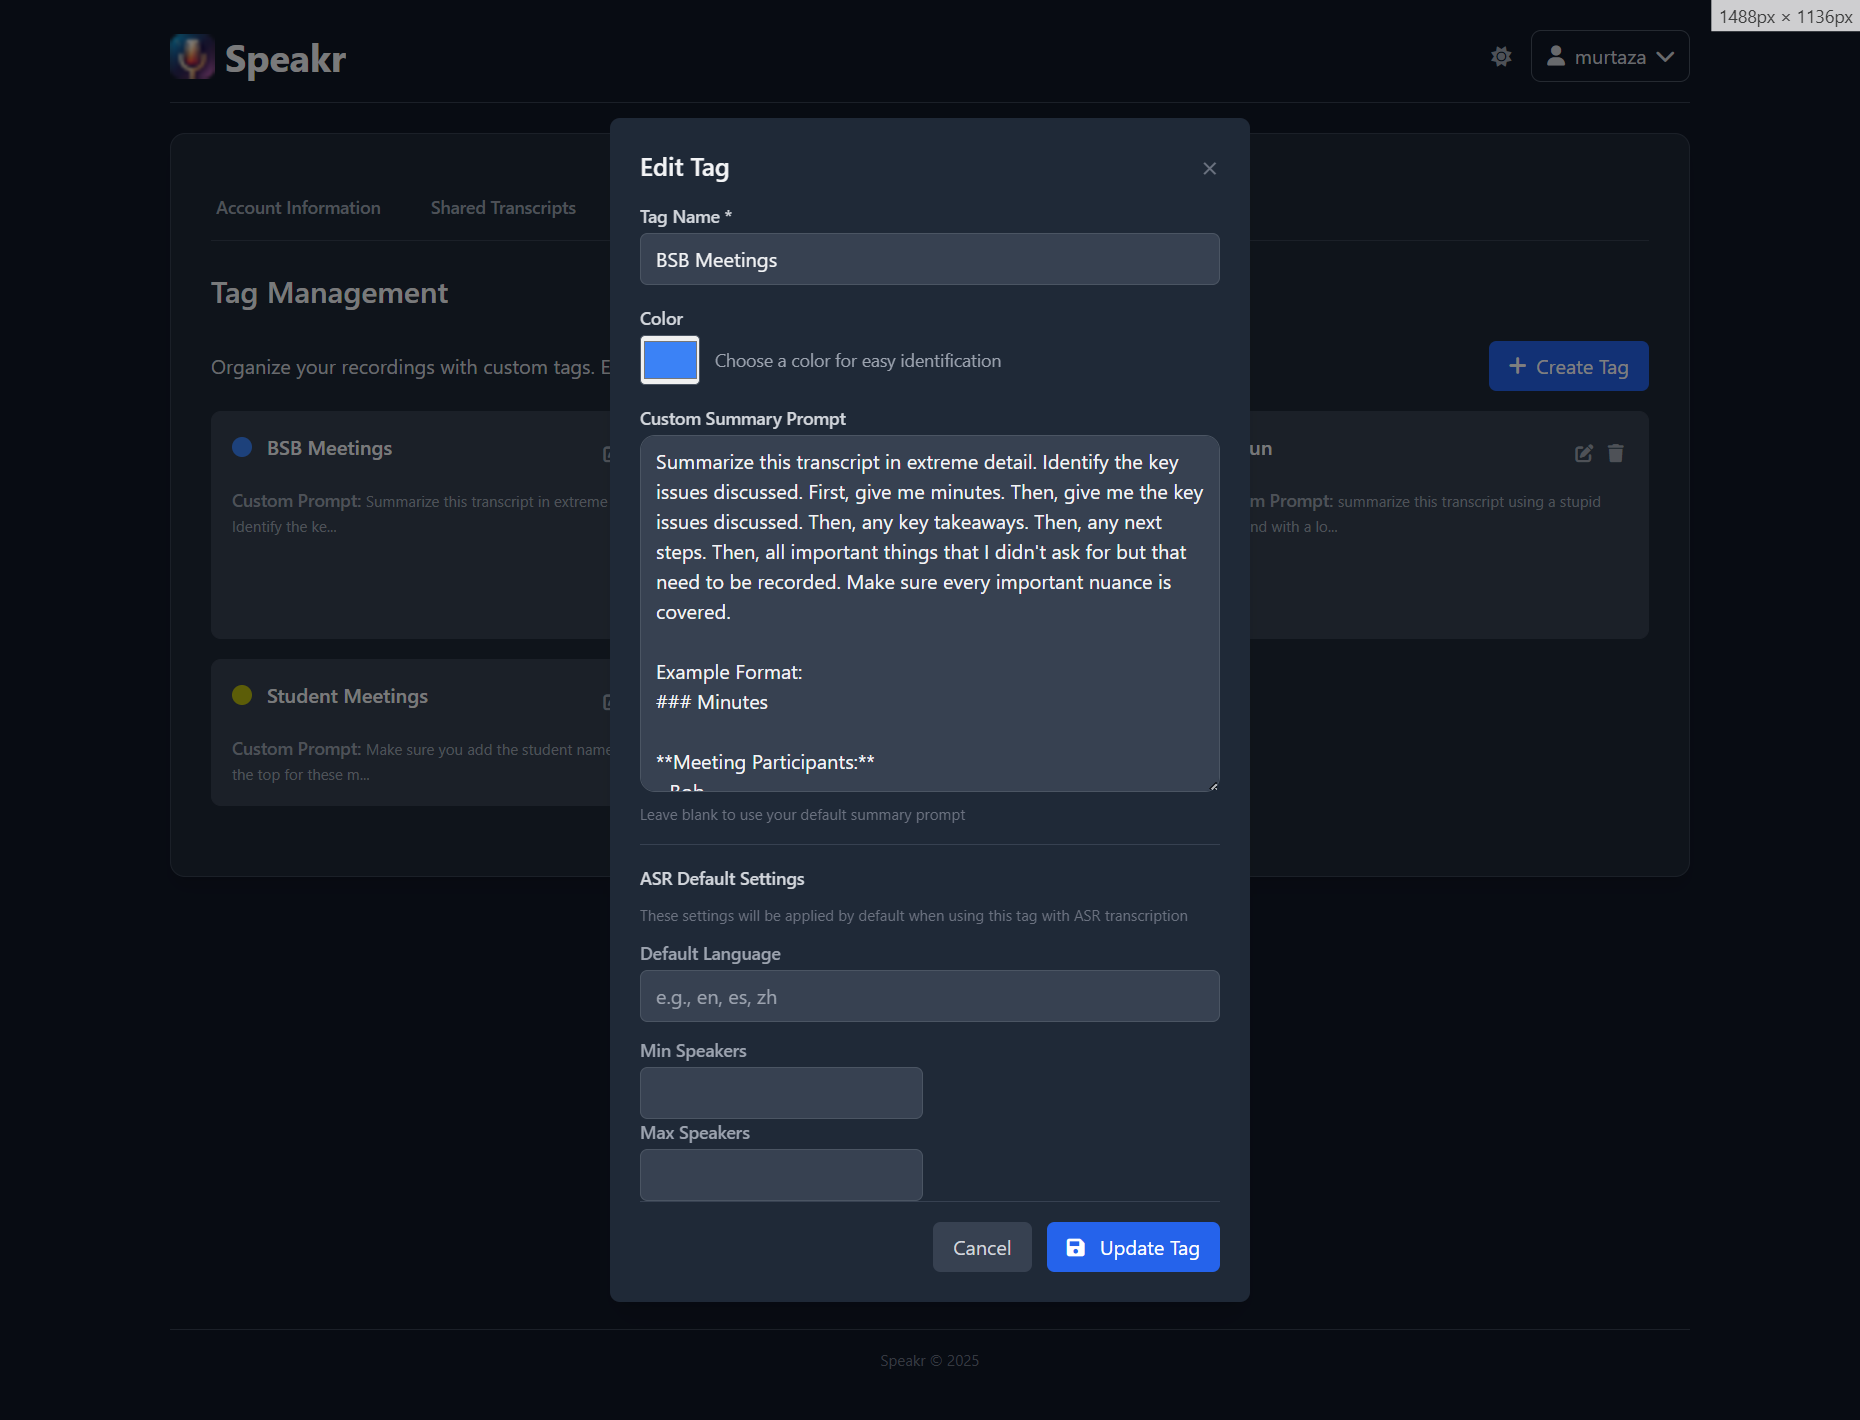 1488px × 1136px
Speakr
murtaza
Account Information
Shared Transcripts
Tag Management
Organize your recordings with custom tags.
Create Tag
BSB Meetings
Custom Prompt: Summarize this transcript in extreme
Identify the ke...
un
m Prompt: summarize this transcript using a stupid
nd with a lo...
Student Meetings
Custom Prompt: Make sure you add the student name
the top for these m...
Edit Tag
Tag Name *
BSB Meetings
Color
Choose a color for easy identification
Custom Summary Prompt
Summarize this transcript in extreme detail. Identify the key
issues discussed. First, give me minutes. Then, give me the key
issues discussed. Then, any key takeaways. Then, any next
steps. Then, all important things that I didn't ask for but that
need to be recorded. Make sure every important nuance is
covered.
Example Format:
### Minutes
**Meeting Participants:**
Leave blank to use your default summary prompt
ASR Default Settings
These settings will be applied by default when using this tag with ASR transcription
Default Language
e.g., en, es, zh
Min Speakers
Max Speakers
Cancel
Update Tag
Speakr © 2025